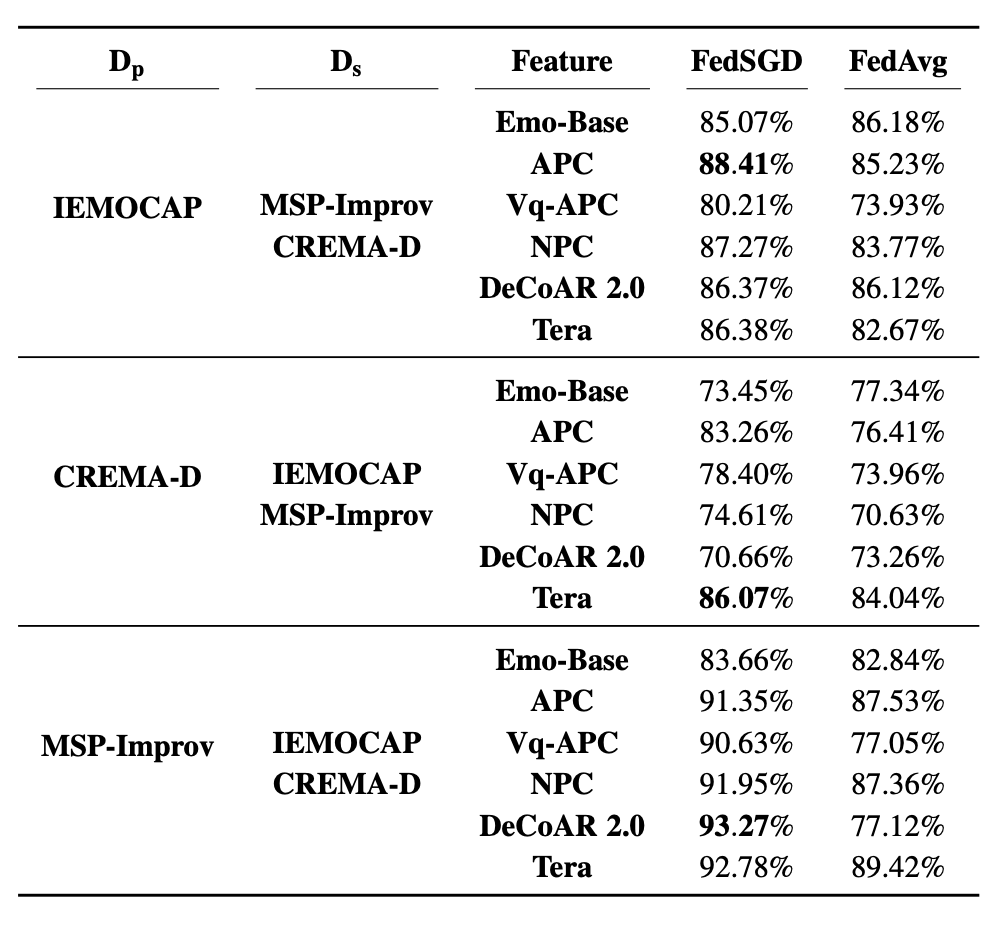 Dp Ds Feature FedSGD FedAvg
Emo-Base 85.07% 86.18%
APC 88.41% 85.23%
IEMOCAP MSP-Improv Vq-APC 80.21% 73.93%
CREMA-D NPC 87.27% 83.77%
DeCoAR 2.0 86.37% 86.12%
Tera 86.38% 82.67%
Emo-Base 73.45% 77.34%
APC 83.26% 76.41%
CREMA-D IEMOCAP Vq-APC 78.40% 73.96%
MSP-Improv NPC 74.61% 70.63%
DeCoAR 2.0 70.66% 73.26%
Tera 86.07% 84.04%
Emo-Base 83.66% 82.84%
APC 91.35% 87.53%
MSP-Improv IEMOCAP Vq-APC 90.63% 77.05%
CREMA-D NPC 91.95% 87.36%
DeCoAR 2.0 93.27% 77.12%
Tera 92.78% 89.42%